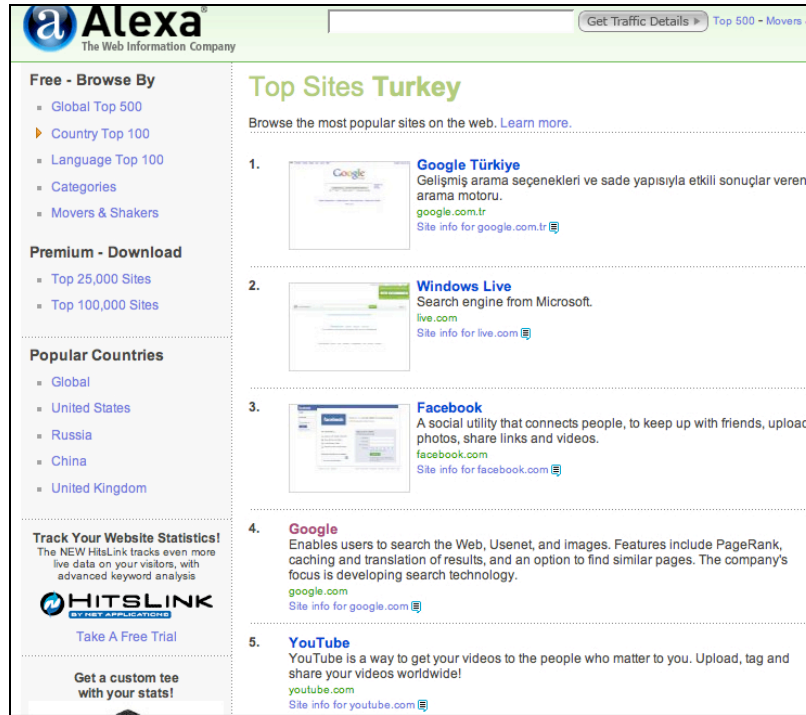 Alexa®
The Web Information Company
Get Traffic Details
Top 500 - Movers
Free - Browse By
Global Top 500
Country Top 100
Language Top 100
Categories
Movers & Shakers
Premium - Download
Top 25,000 Sites
Top 100,000 Sites
Popular Countries
Global
United States
Russia
China
United Kingdom
Track Your Website Statistics!
The NEW HitsLink tracks even more
live data on your visitors, with
advanced keyword analysis
HITSLINK
BY NET APPLICATIONS
Take A Free Trial
Get a custom tee
with your stats!
Top Sites Turkey
Browse the most popular sites on the web. Learn more.
1.
Google
Google Türkiye
Gelişmiş arama seçenekleri ve sade yapısıyla etkili sonuçlar veren
arama motoru.
google.com.tr
Site info for google.com.tr
2.
Windows Live
Search engine from Microsoft.
live.com
Site info for live.com
3.
facebook
Facebook
A social utility that connects people, to keep up with friends, upload
photos, share links and videos.
facebook.com
Site info for facebook.com
4.
Google
Enables users to search the Web, Usenet, and images. Features include PageRank,
caching and translation of results, and an option to find similar pages. The company's
focus is developing search technology.
google.com
Site info for google.com
5.
YouTube
YouTube is a way to get your videos to the people who matter to you. Upload, tag and
share your videos worldwide!
youtube.com
Site info for youtube.com